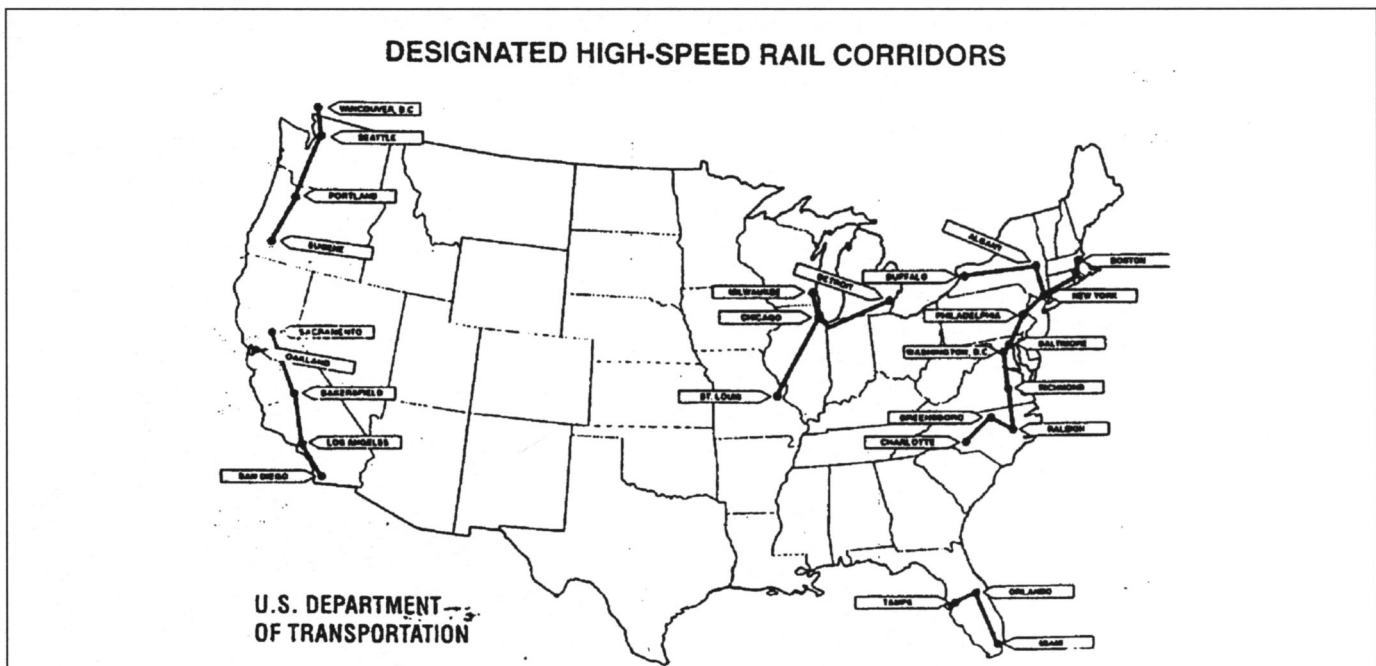 DESIGNATED HIGH-SPEED RAIL CORRIDORS
VANCOUVER, B.C
SEATTLE
PORTLAND
EUGENE
SACRAMENTO
OAKLAND
BAKERSFIELD
LOS ANGELES
SAN DIEGO
MILWAUKEE
DETROIT
CHICAGO
ST. LOUIS
ALBANY
BUFFALO
BOSTON
NEW YORK
PHILADELPHIA
BALTIMORE
WASHINGTON, D.C
RICHMOND
GREENSBORO
RALEIGH
CHARLOTTE
TAMPA
ORLANDO
MIAMI
U.S. DEPARTMENT
OF TRANSPORTATION